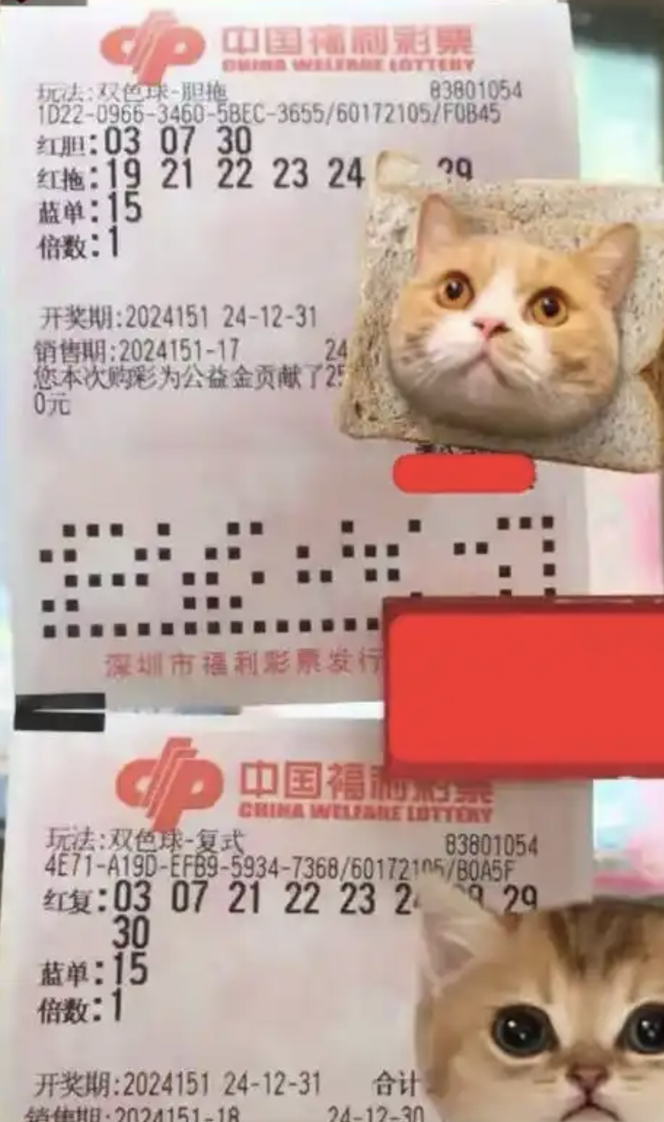 中国福利彩票
CHINA WELFARE LOTTERY
玩法:双色球-胆拖 83801054
1D22-0966-3460-5BEC-3655/60172105/F0B45
红胆:03 07 30
红拖:19 21 22 23 24 29
蓝单:15
倍数:1
开奖期:2024151 24-12-31
销售期:2024151-17 24
您本次购彩为公益金贡献了25
0元
深圳市福利彩票发行
中国福利彩票
CHINA WELFARE LOTTERY
玩法:双色球-复式 83801054
4E71-A19D-EFB9-5934-7368/60172105/B0A5F
红复:03 07 21 22 23 29
30
蓝单:15
倍数:1
开奖期:2024151 24-12-31 合计
销售期:2024151-18 24-12-30